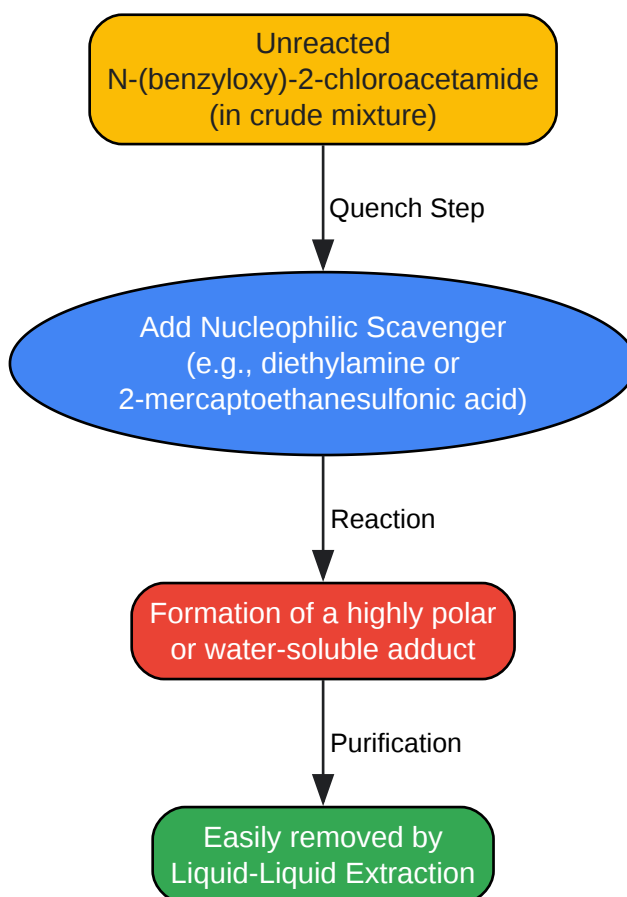 Unreacted
N-(benzyloxy)-2-chloroacetamide
(in crude mixture)
Quench Step
Add Nucleophilic Scavenger
(e.g., diethylamine or
2-mercaptoethanesulfonic acid)
Reaction
Formation of a highly polar
or water-soluble adduct
Purification
Easily removed by
Liquid-Liquid Extraction